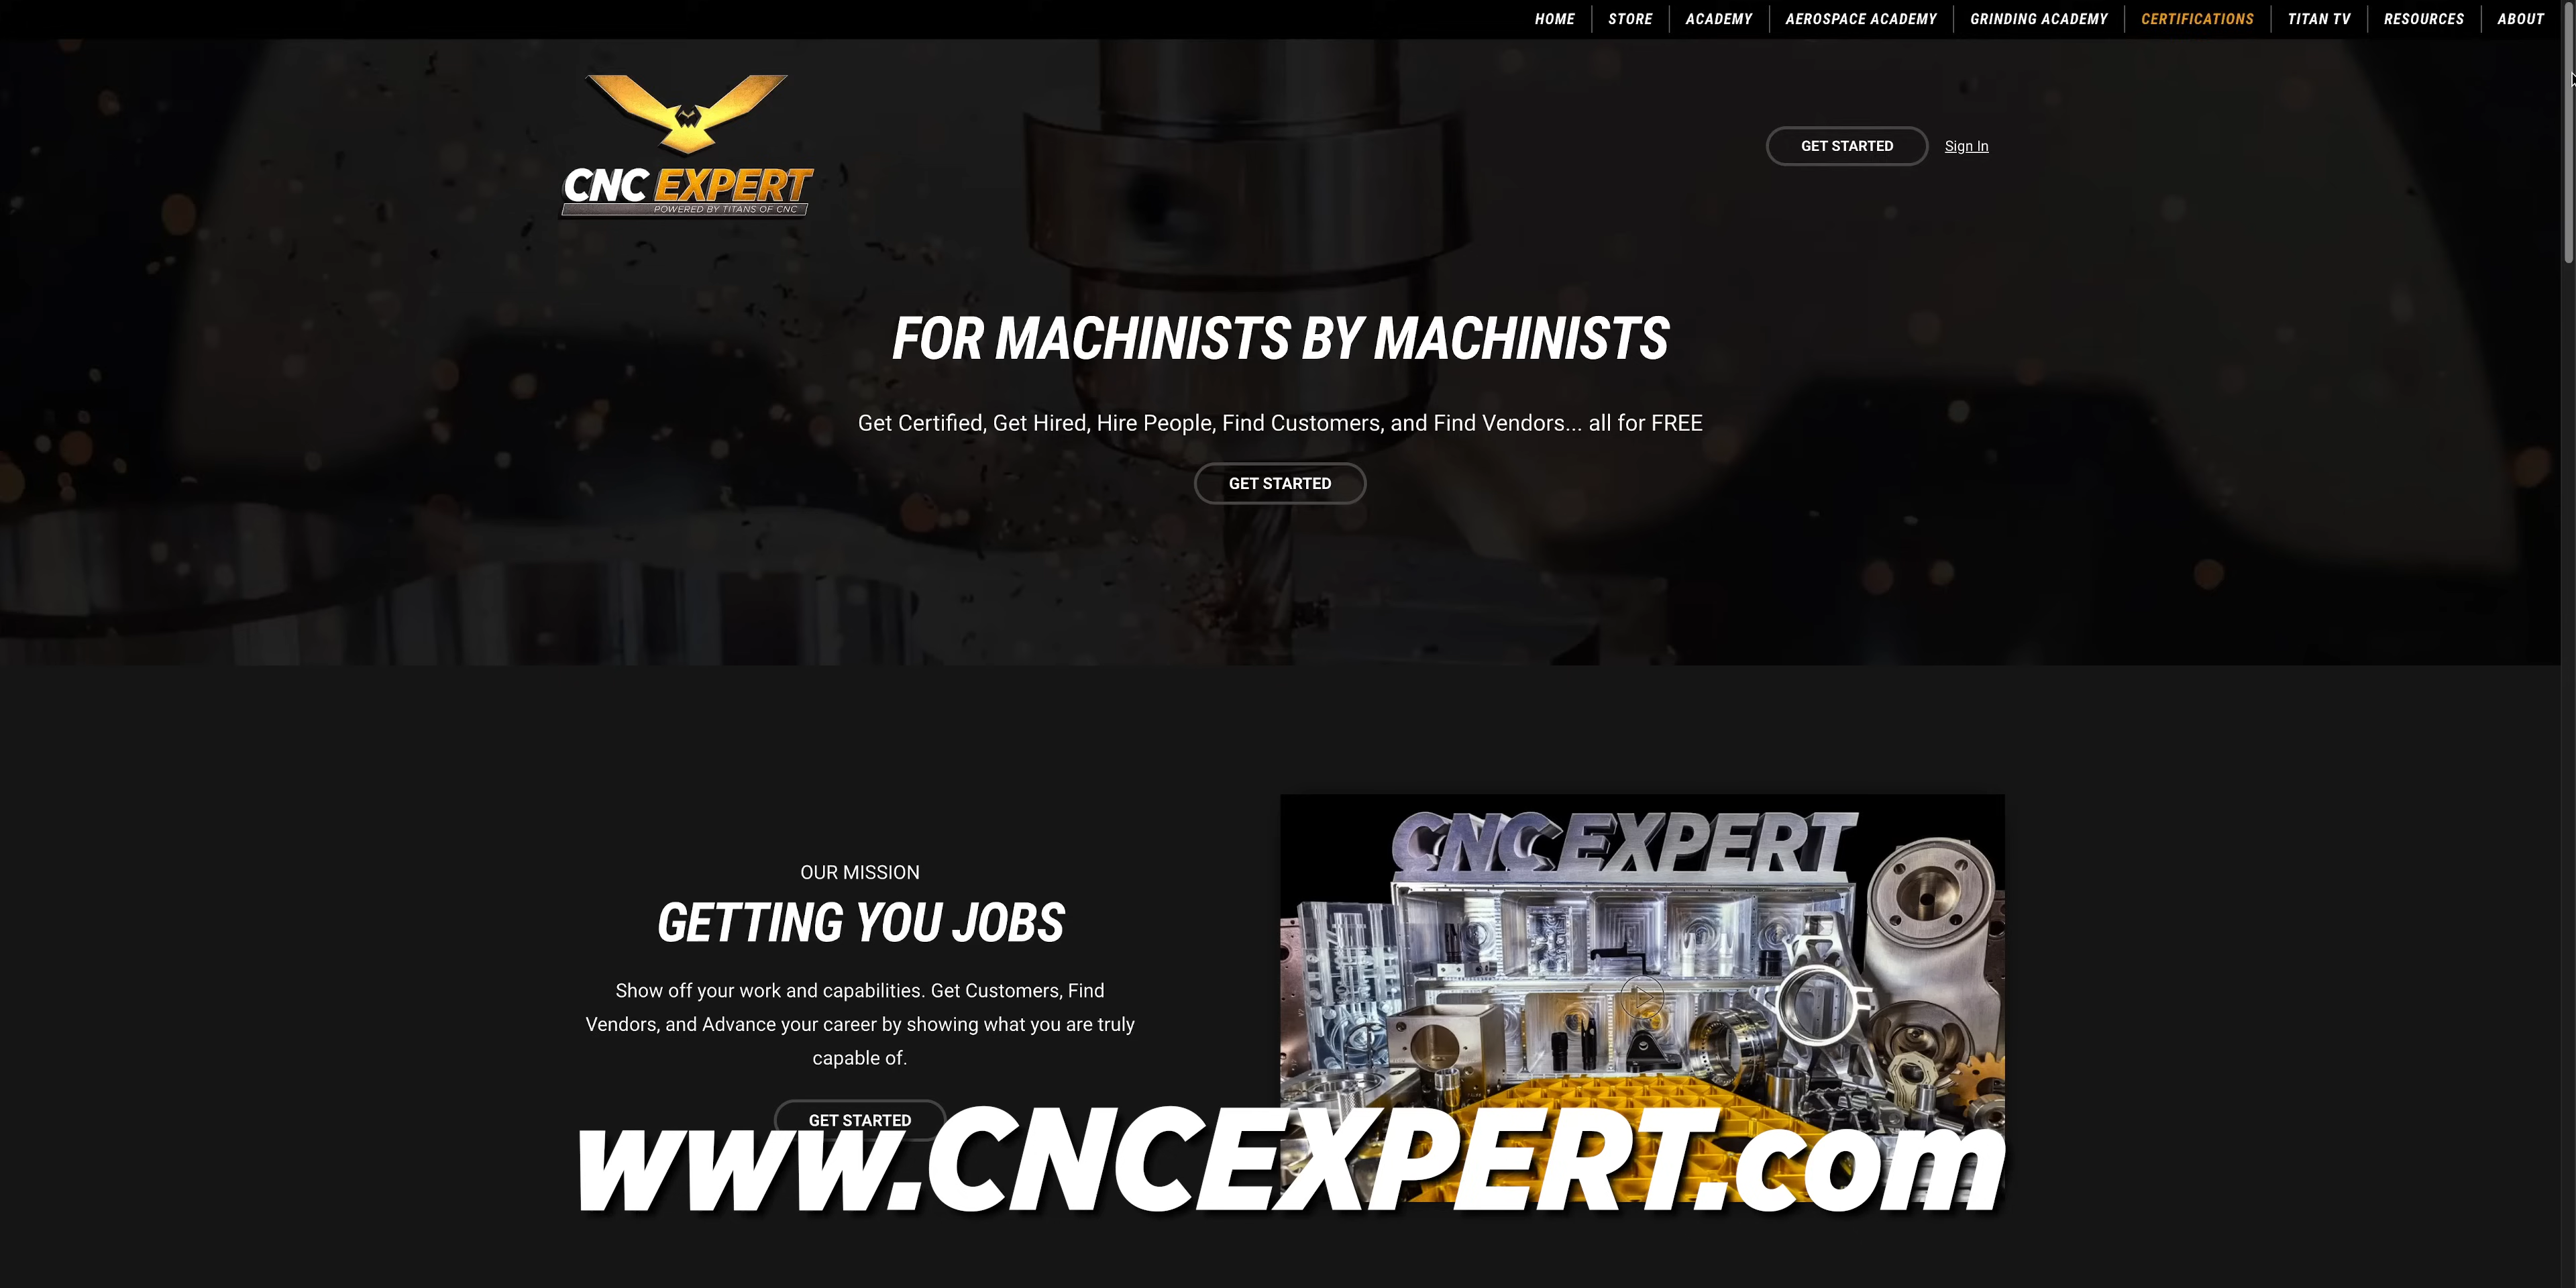 HOME
STORE
ACADEMY
AEROSPACE ACADEMY
GRINDING ACADEMY
CERTIFICATIONS
TITAN TV
RESOURCES
ABOUT
CNC EXPERT
POWERED BY TITANS OF CNC
GET STARTED
Sign In
FOR MACHINISTS BY MACHINISTS
Get Certified, Get Hired, Hire People, Find Customers, and Find Vendors... all for FREE
GET STARTED
OUR MISSION
GETTING YOU JOBS
Show off your work and capabilities. Get Customers, Find
Vendors, and Advance your career by showing what you are truly
capable of.
GET STARTED
CNC EXPERT
www.CNCEXPERT.com